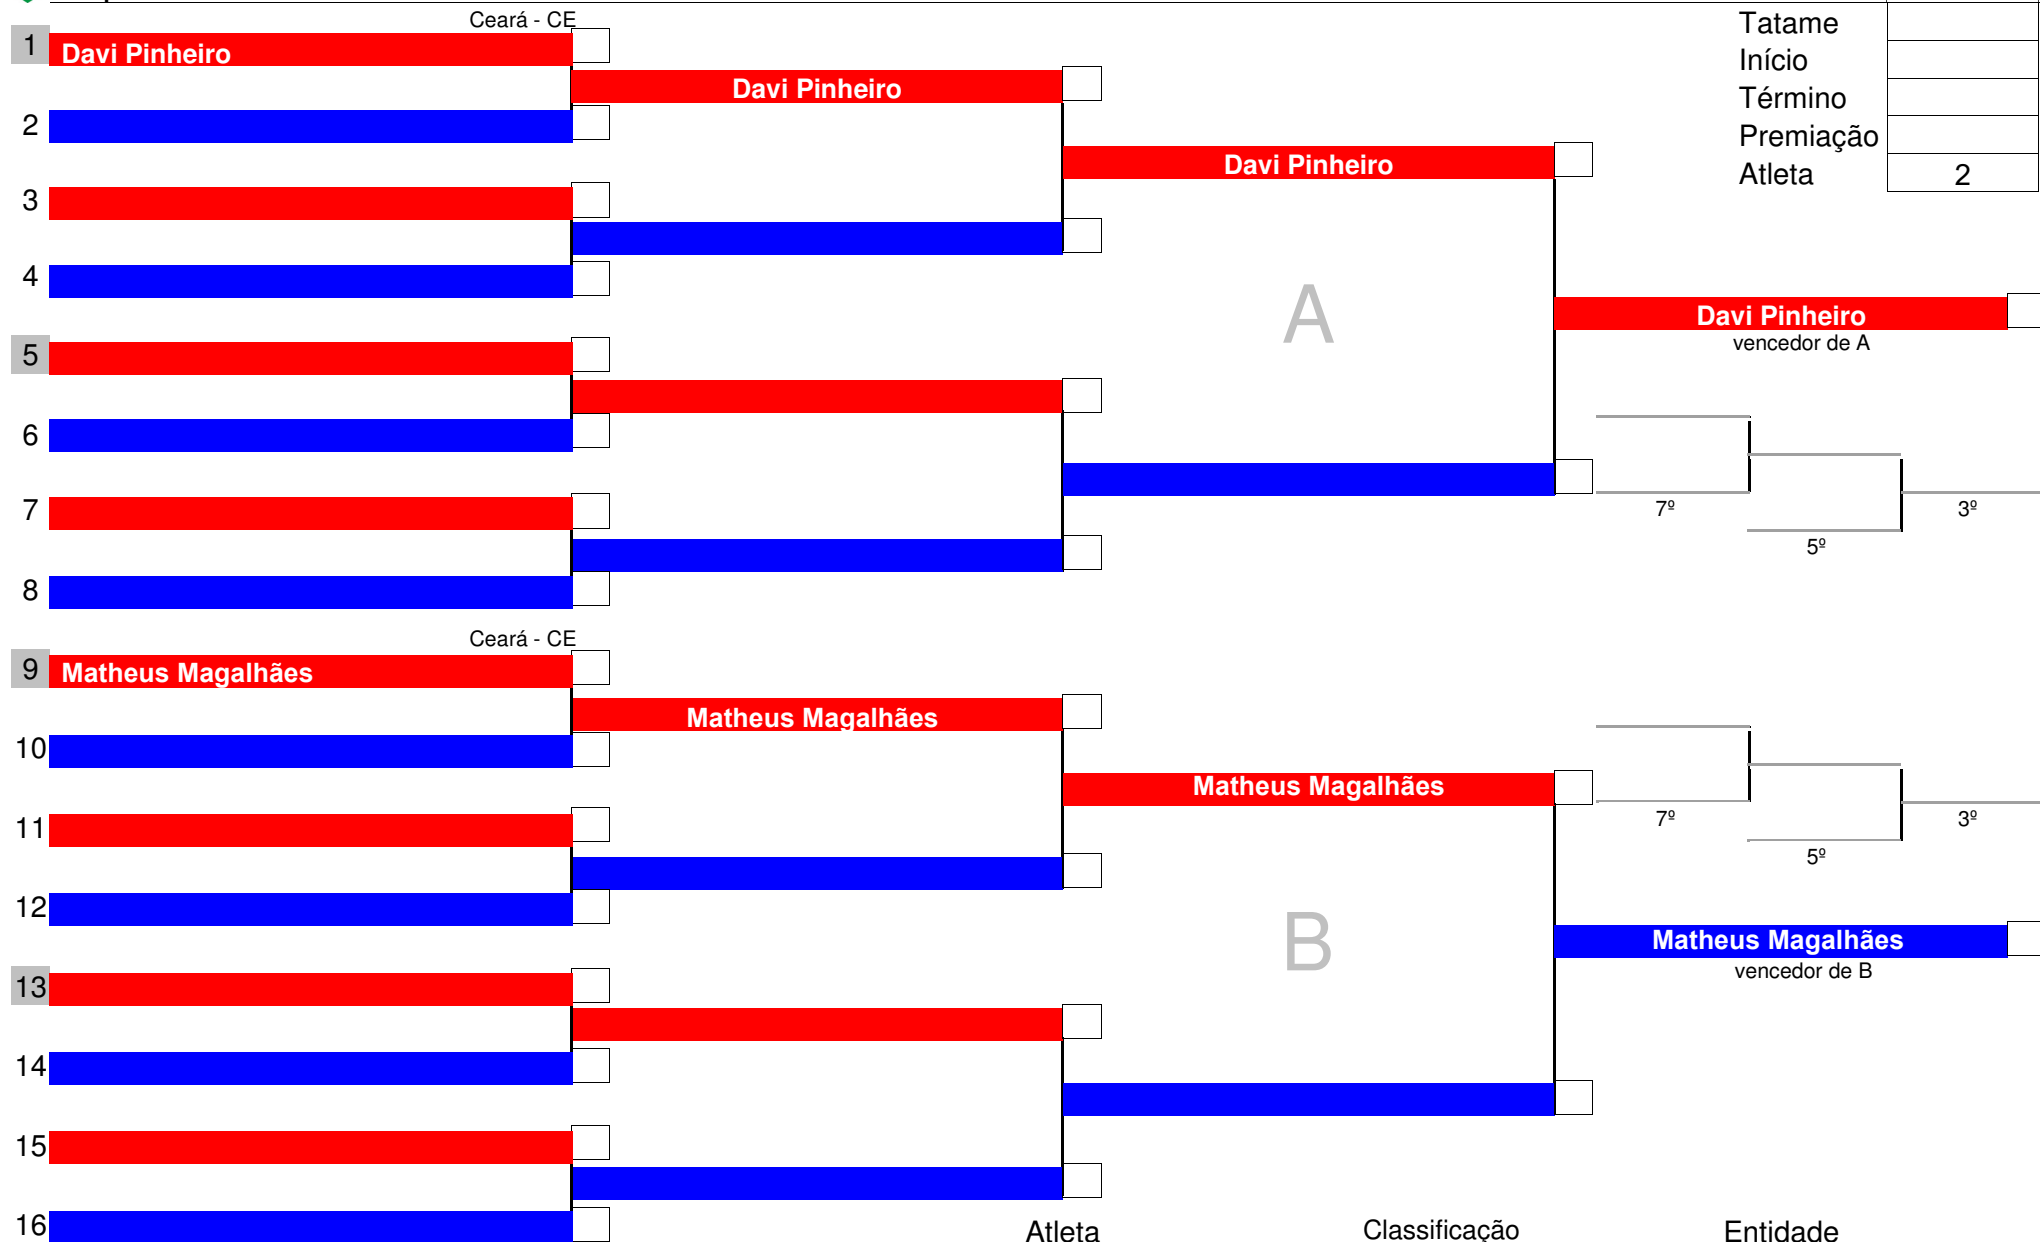 Ceará - CE
1 Davi Pinheiro
Davi Pinheiro
2
Davi Pinheiro
3
4
Davi Pinheiro
vencedor de A
A
5
6
7
8
7º
5º
3º
Tatame
Início
Término
Premiação
Atleta 2
Ceará - CE
9 Matheus Magalhães
Matheus Magalhães
10
Matheus Magalhães
11
12
B
Matheus Magalhães
vencedor de B
7º
5º
3º
13
14
15
16
Atleta Classificação Entidade